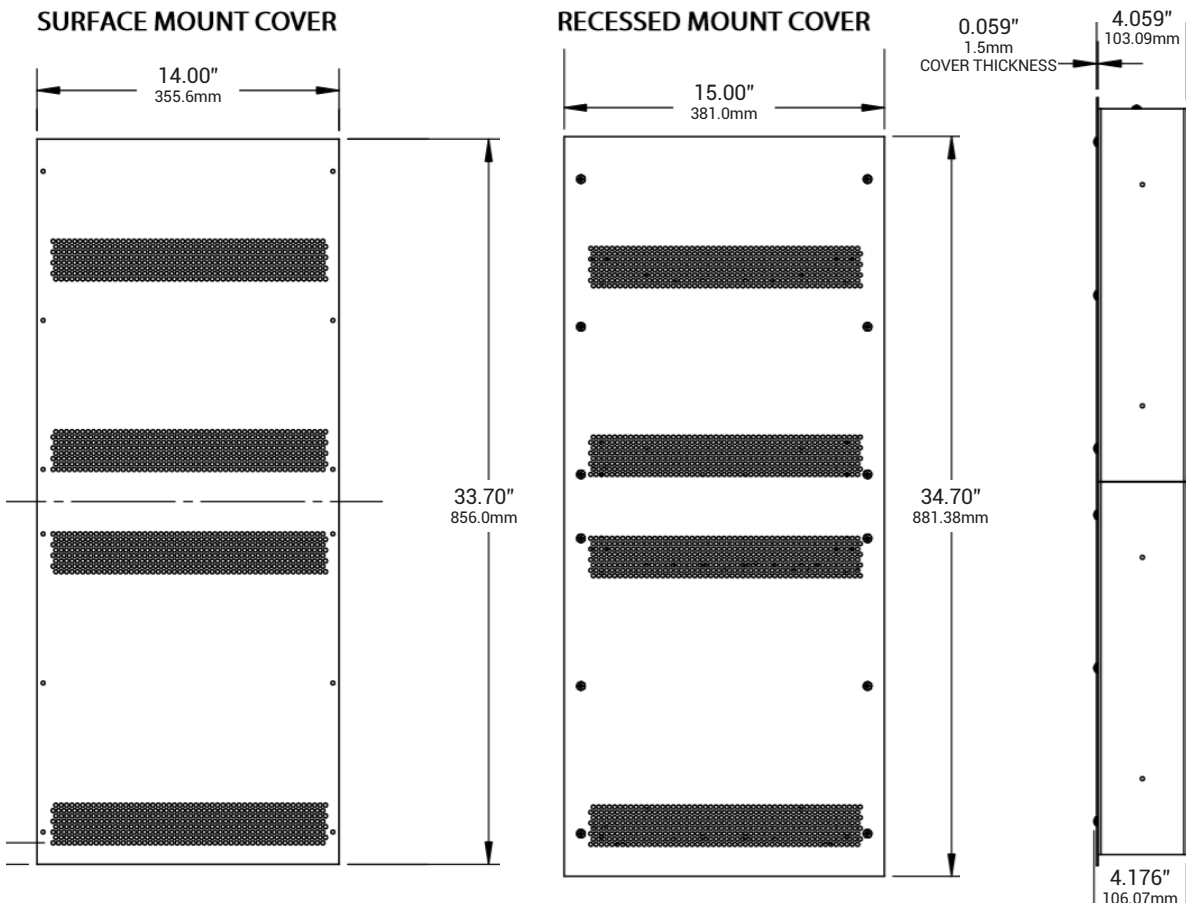 SURFACE MOUNT COVER
14.00"
355.6mm
33.70"
856.0mm
RECESSED MOUNT COVER
15.00"
381.0mm
34.70"
881.38mm
0.059"
1.5mm
COVER THICKNESS
4.059"
103.09mm
4.176"
106.07mm